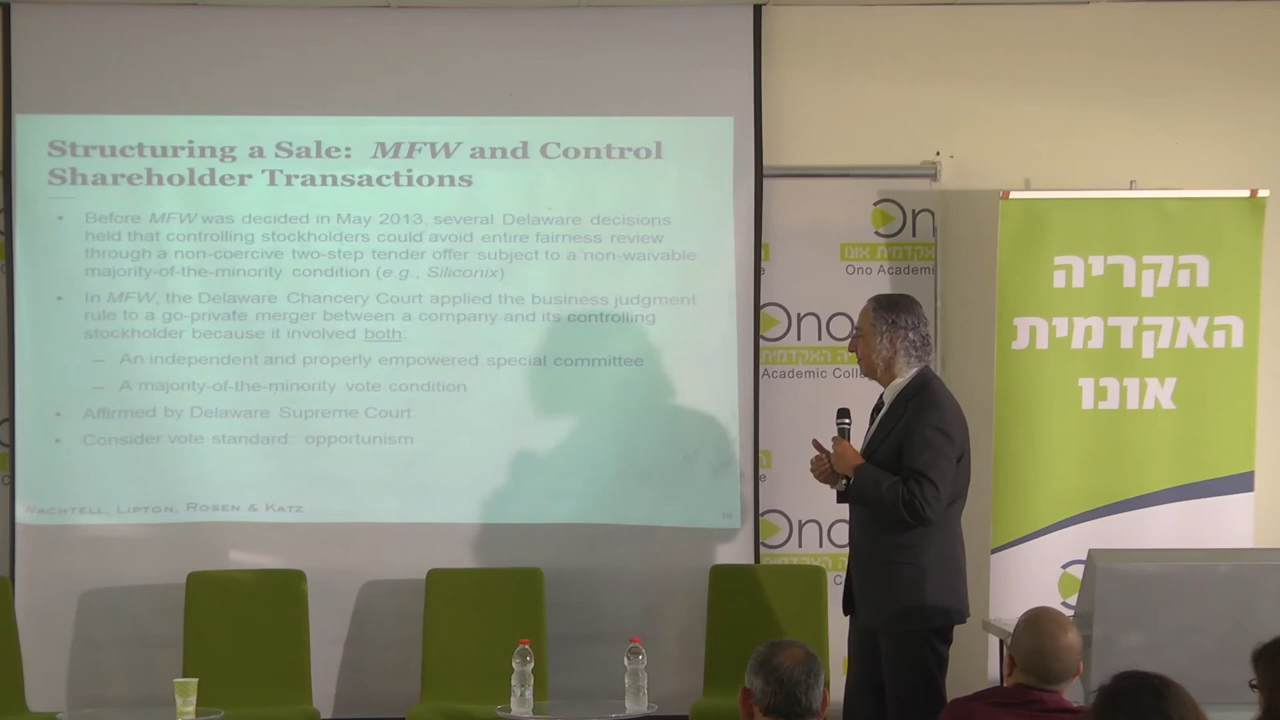 Structuring a Sale: MFW and Control
Shareholder Transactions
• Before MFW was decided in May 2013, several Delaware decisions
held that controlling stockholders could avoid entire fairness review
through a non-coercive two-step tender offer subject to a non-waivable
majority-of-the-minority condition (e.g., Siliconix)
• In MFW, the Delaware Chancery Court applied the business judgment
rule to a go-private merger between a company and its controlling
stockholder because it involved both:
– An independent and properly empowered special committee
– A majority-of-the-minority vote condition
• Affirmed by Delaware Supreme Court
• Consider vote standard: opportunism
Wachtell, Lipton, Rosen & Katz
Ono
אקדמית אונו
Ono Academi
Ono
הקריה האקדמית
Academic Colleg
Ono
הקריה
האקדמית
אונו